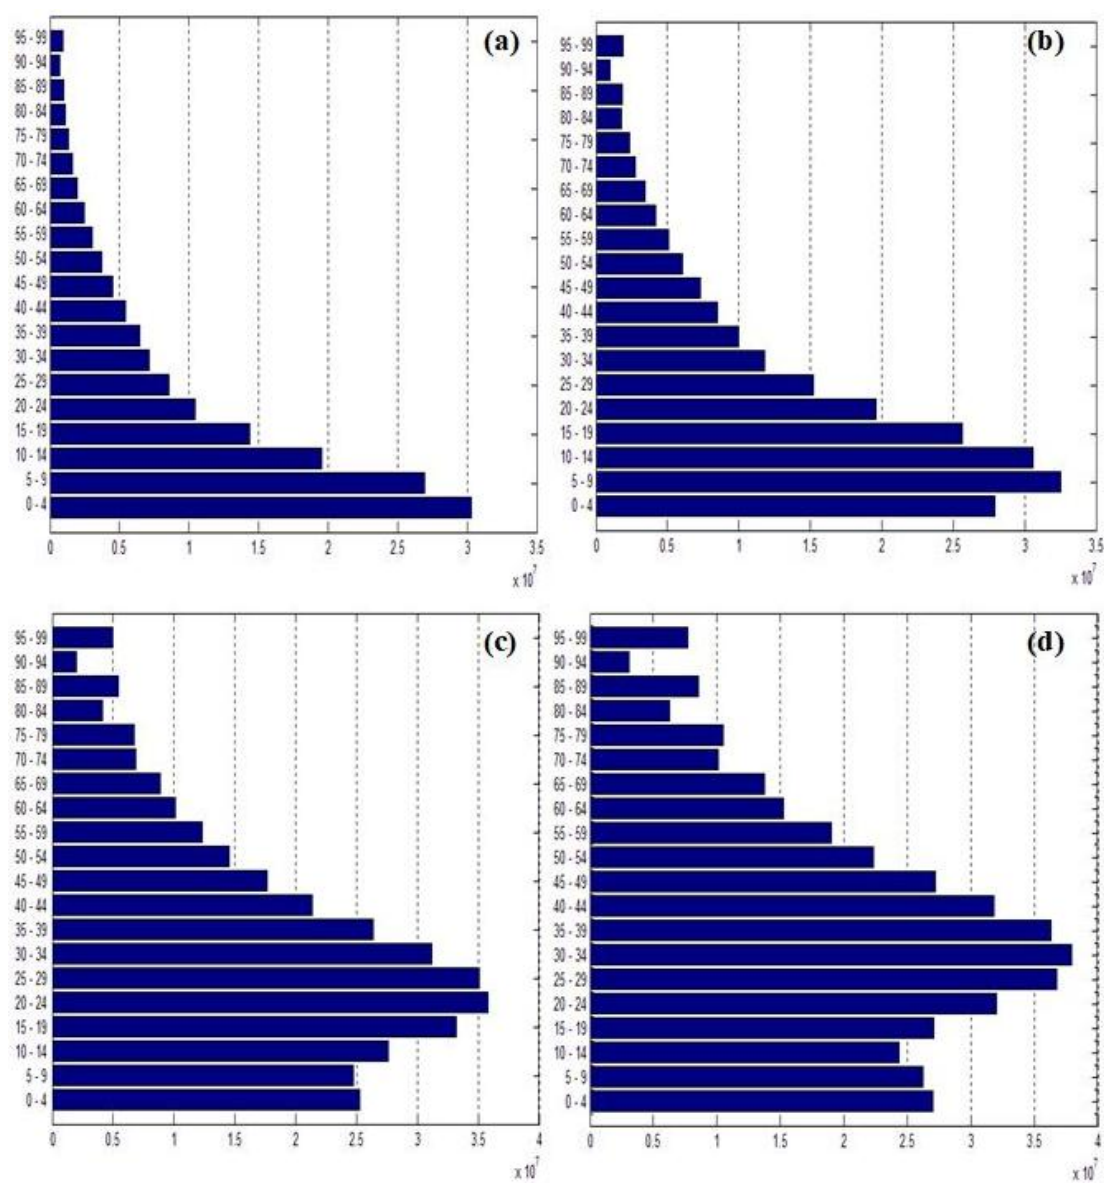 (a)
95 - 99
90 - 94
85 - 89
80 - 84
75 - 79
70 - 74
65 - 69
60 - 64
55 - 59
50 - 54
45 - 49
40 - 44
35 - 39
30 - 34
25 - 29
20 - 24
15 - 19
10 - 14
5 - 9
0 - 4
0 0.5 1 1.5 2 2.5 3 3.5
x 10^7
(b)
95 - 99
90 - 94
85 - 89
80 - 84
75 - 79
70 - 74
65 - 69
60 - 64
55 - 59
50 - 54
45 - 49
40 - 44
35 - 39
30 - 34
25 - 29
20 - 24
15 - 19
10 - 14
5 - 9
0 - 4
0 0.5 1 1.5 2 2.5 3 3.5
x 10^7
(c)
95 - 99
90 - 94
85 - 89
80 - 84
75 - 79
70 - 74
65 - 69
60 - 64
55 - 59
50 - 54
45 - 49
40 - 44
35 - 39
30 - 34
25 - 29
20 - 24
15 - 19
10 - 14
5 - 9
0 - 4
0 0.5 1 1.5 2 2.5 3 3.5 4
x 10^7
(d)
95 - 99
90 - 94
85 - 89
80 - 84
75 - 79
70 - 74
65 - 69
60 - 64
55 - 59
50 - 54
45 - 49
40 - 44
35 - 39
30 - 34
25 - 29
20 - 24
15 - 19
10 - 14
5 - 9
0 - 4
0 0.5 1 1.5 2 2.5 3 3.5 4
x 10^7